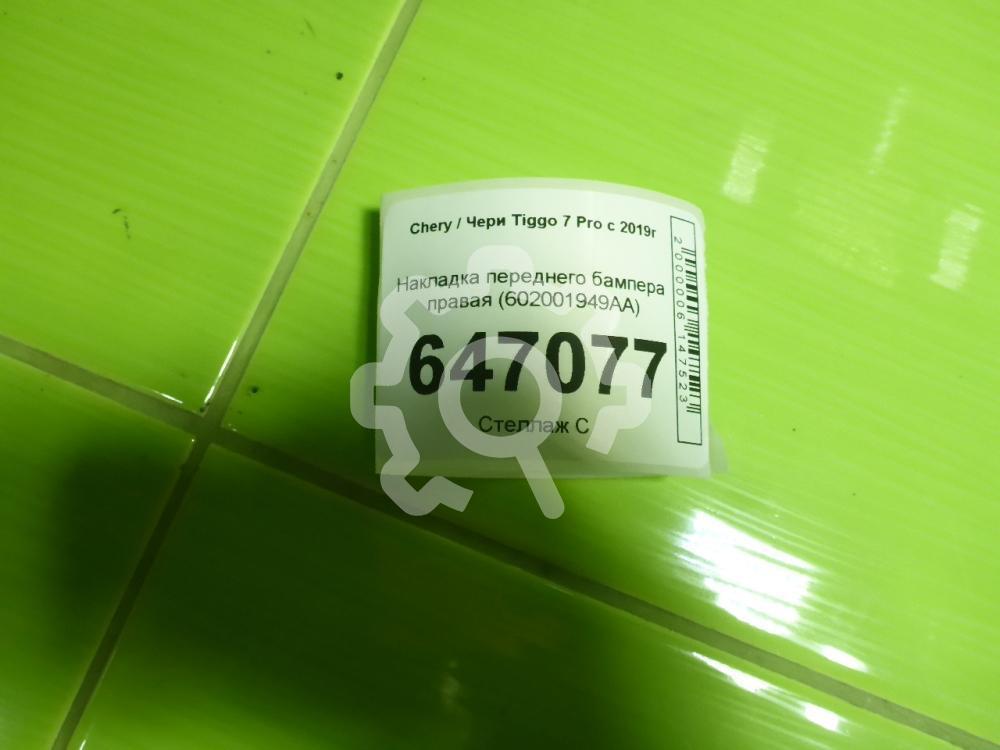 Chery / Чери Tiggo 7 Pro с 2019г
Накладка переднего бампера
правая (602001949AA)
647077
Стеллаж С
2000006147523